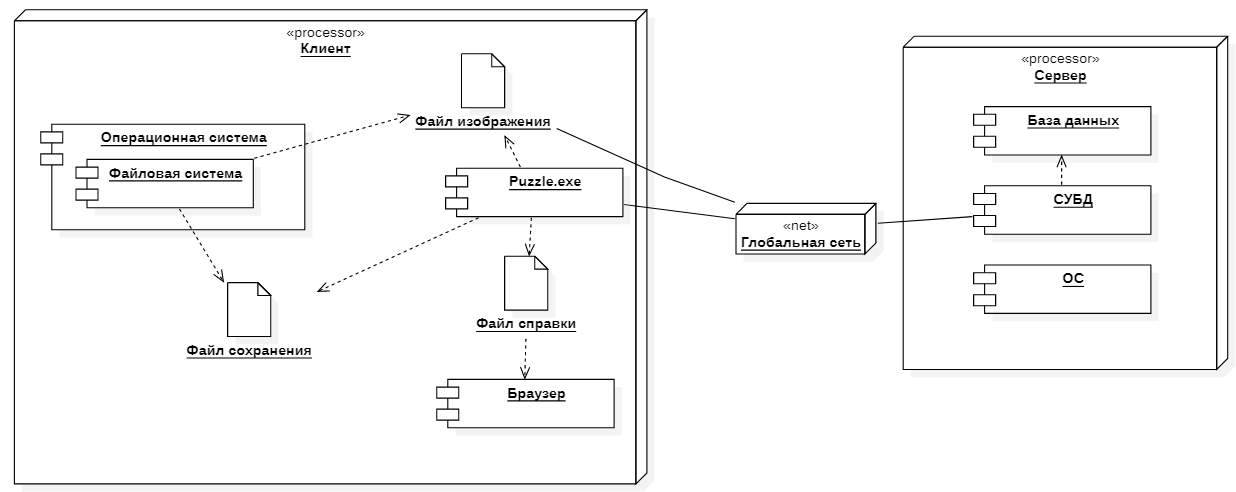 «processor»
Клиент
Файл изображения
Операционная система
Файловая система
Puzzle.exe
Файл справки
Файл сохранения
Браузер
«net»
Глобальная сеть
«processor»
Сервер
База данных
СУБД
ОС